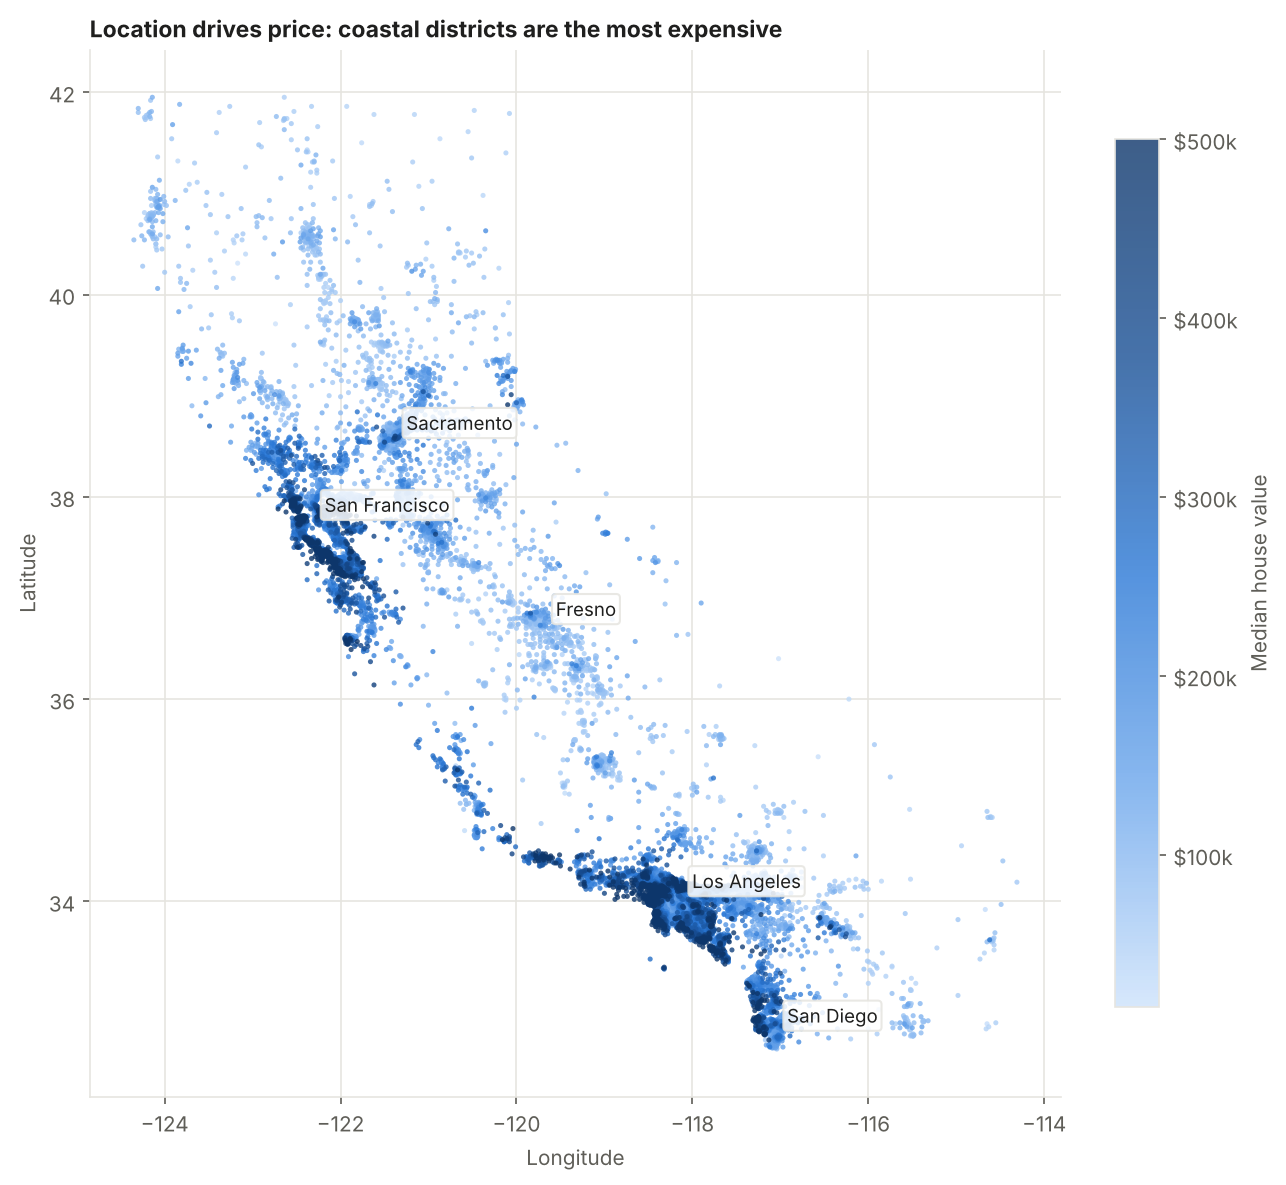 Location drives price: coastal districts are the most expensive
42
40
38
36
34
Latitude
−124
−122
−120
−118
−116
−114
Longitude
Sacramento
San Francisco
Fresno
Los Angeles
San Diego
$500k
$400k
$300k
$200k
$100k
Median house value